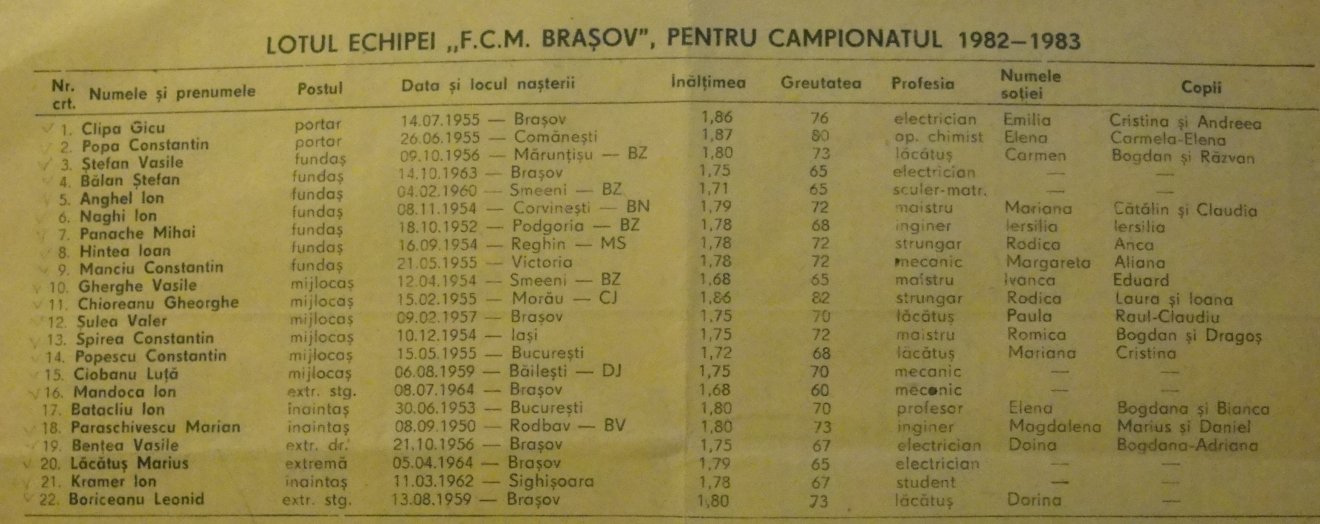 LOTUL ECHIPEI „F.C.M. BRAȘOV”, PENTRU CAMPIONATUL 1982–1983
Nr. crt. Numele și prenumele Postul Data și locul nașterii Înălțimea Greutatea Profesia Numele soției Copii
1. Clipa Gicu portar 14.07.1955 — Brașov 1,86 76 electrician Emilia Cristina și Andreea
2. Popa Constantin portar 26.06.1955 — Comănești 1,87 80 op. chimist Elena Carmela-Elena
3. Ștefan Vasile fundaș 09.10.1956 — Mărunțișu — BZ 1,80 73 lăcătuș Carmen Bogdan și Răzvan
4. Bălan Ștefan fundaș 14.10.1963 — Brașov 1,75 65 electrician — —
5. Anghel Ion fundaș 04.02.1960 — Smeeni — BZ 1,71 65 sculer-matr. — —
6. Naghi Ion fundaș 08.11.1954 — Corvinești — BN 1,79 72 maistru Mariana Cătălin și Claudia
7. Panache Mihai fundaș 18.10.1952 — Podgoria — BZ 1,78 68 inginer Iersilia Iersilia
8. Hintea Ioan fundaș 16.09.1954 — Reghin — MS 1,78 72 strungar Rodica Anca
9. Manciu Constantin fundaș 21.05.1955 — Victoria 1,78 72 mecanic Margareta Aliana
10. Gherghe Vasile mijlocaș 12.04.1954 — Smeeni — BZ 1,68 65 maistru Ivanca Eduard
11. Chioreanu Gheorghe mijlocaș 15.02.1955 — Morău — CJ 1,86 82 strungar Rodica Laura și Ioana
12. Șulea Valer mijlocaș 09.02.1957 — Brașov 1,75 70 lăcătuș Paula Raul-Claudiu
13. Spirea Constantin mijlocaș 10.12.1954 — Iași 1,75 72 maistru Romica Bogdan și Dragoș
14. Popescu Constantin mijlocaș 15.05.1955 — București 1,72 68 lăcătuș Mariana Cristina
15. Ciobanu Luță mijlocaș 06.08.1959 — Băilești — DJ 1,75 70 mecanic — —
16. Mandoca Ion extr. stg. 08.07.1964 — Brașov 1,68 60 mecanic — —
17. Batacliu Ion înaintaș 30.06.1953 — București 1,80 70 profesor Elena Bogdana și Bianca
18. Paraschivescu Marian înaintaș 08.09.1950 — Rodbav — BV 1,80 73 inginer Magdalena Marius și Daniel
19. Bențea Vasile extr. dr. 21.10.1956 — Brașov 1,75 67 electrician Doina Bogdana-Adriana
20. Lăcătuș Marius extremă 05.04.1964 — Brașov 1,79 65 electrician — —
21. Kramer Ion înaintaș 11.03.1962 — Sighișoara 1,78 67 student — —
22. Boriceanu Leonid extr. stg. 13.08.1959 — Brașov 1,80 73 lăcătuș Dorina —